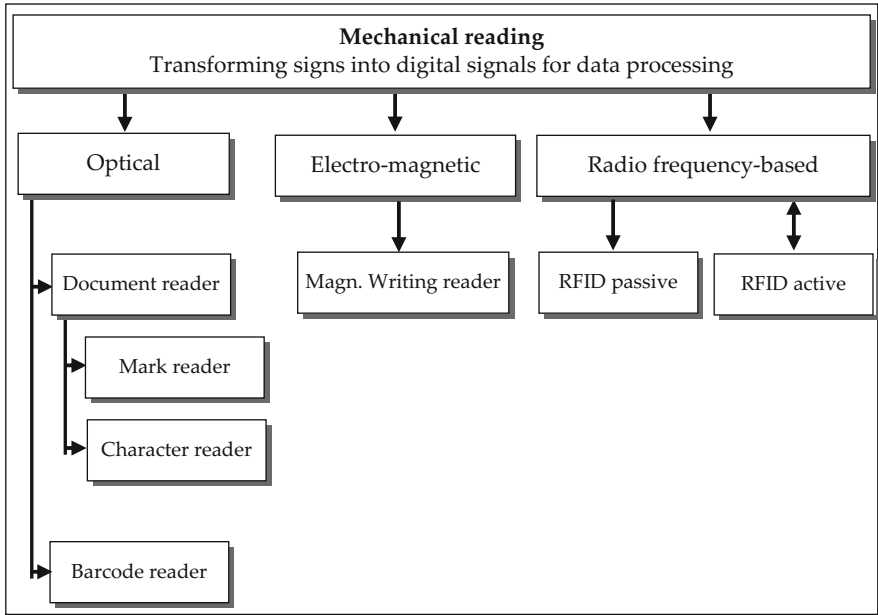 Mechanical reading
Transforming signs into digital signals for data processing
Optical
Electro-magnetic
Radio frequency-based
Document reader
Magn. Writing reader
RFID passive
RFID active
Mark reader
Character reader
Barcode reader